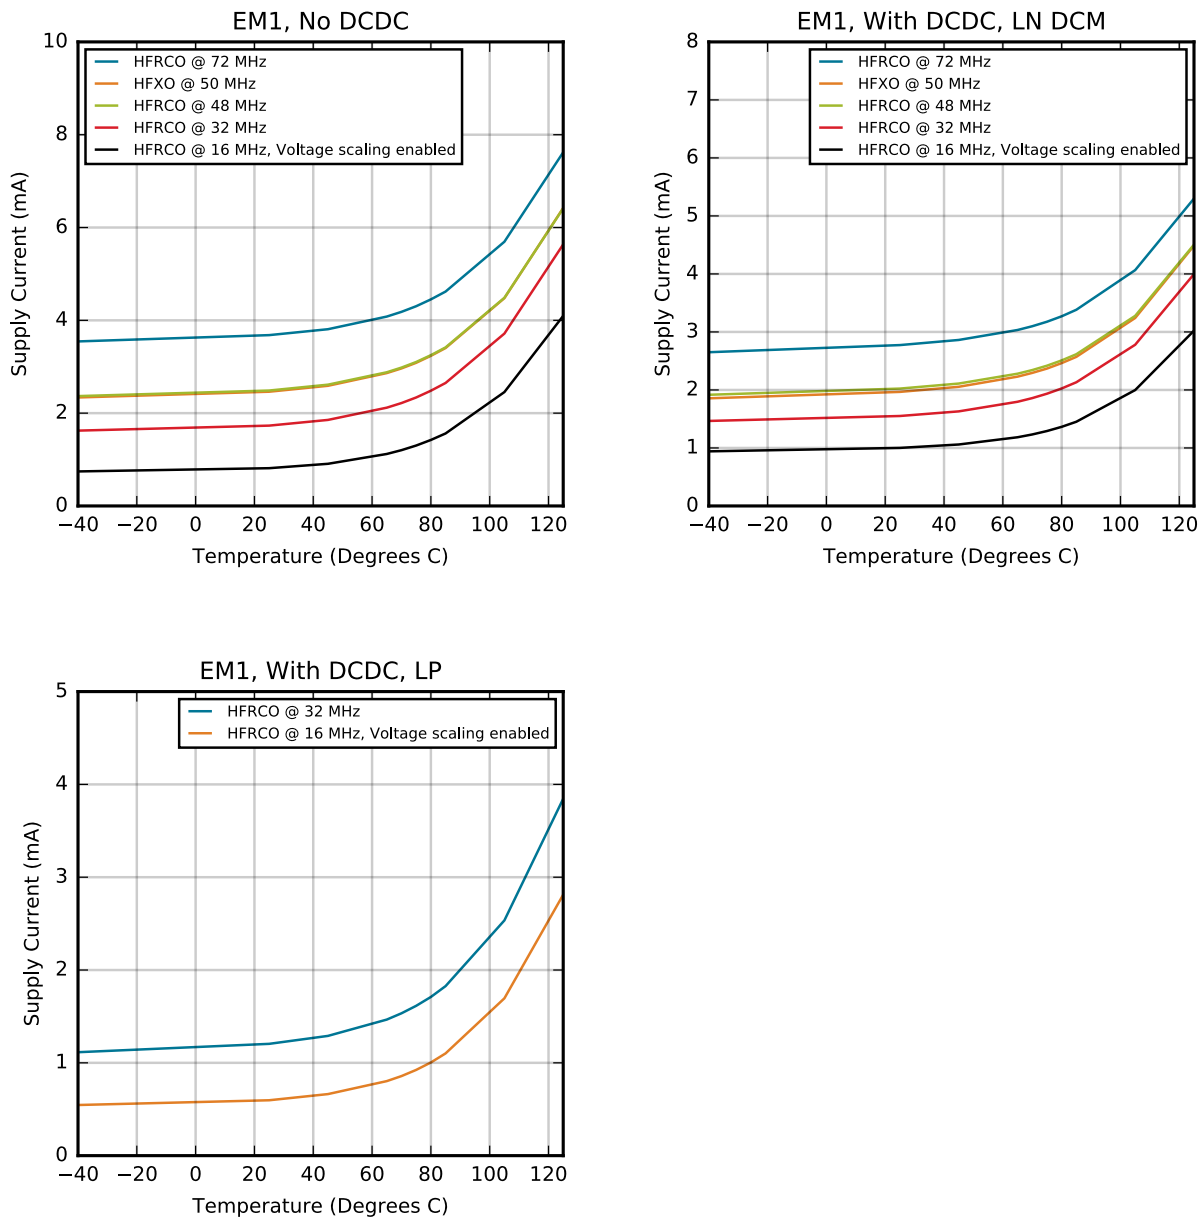 EM1, No DCDC
10
8
6
4
2
0
Supply Current (mA)
HFRCO @ 72 MHz
HFXO @ 50 MHz
HFRCO @ 48 MHz
HFRCO @ 32 MHz
HFRCO @ 16 MHz, Voltage scaling enabled
−40 −20 0 20 40 60 80 100 120
Temperature (Degrees C)
EM1, With DCDC, LN DCM
8
7
6
5
4
3
2
1
0
Supply Current (mA)
HFRCO @ 72 MHz
HFXO @ 50 MHz
HFRCO @ 48 MHz
HFRCO @ 32 MHz
HFRCO @ 16 MHz, Voltage scaling enabled
−40 −20 0 20 40 60 80 100 120
Temperature (Degrees C)
EM1, With DCDC, LP
5
4
3
2
1
0
Supply Current (mA)
HFRCO @ 32 MHz
HFRCO @ 16 MHz, Voltage scaling enabled
−40 −20 0 20 40 60 80 100 120
Temperature (Degrees C)